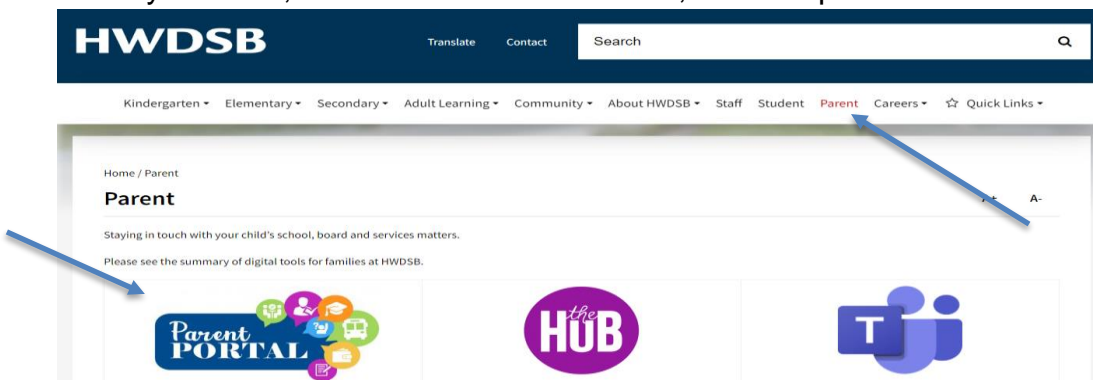 HWDSB Translate Contact Search
Kindergarten Elementary Secondary Adult Learning Community About HWDSB Staff Student Parent Careers Quick Links
Home / Parent
Parent A-
Staying in touch with your child's school, board and services matters.
Please see the summary of digital tools for families at HWDSB.
Parent
PORTAL
the
HUB
T